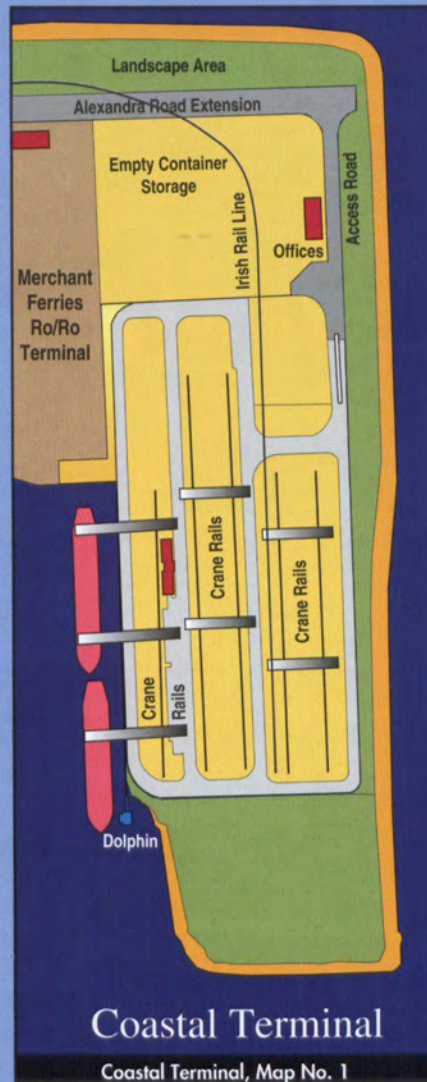 Landscape Area
Alexandra Road Extension
Empty Container
Storage
Irish Rail Line
Offices
Access Road
Merchant
Ferries
Ro/Ro
Terminal
Crane Rails
Crane Rails
Crane
Rails
Dolphin
Coastal Terminal
Coastal Terminal, Map No. 1